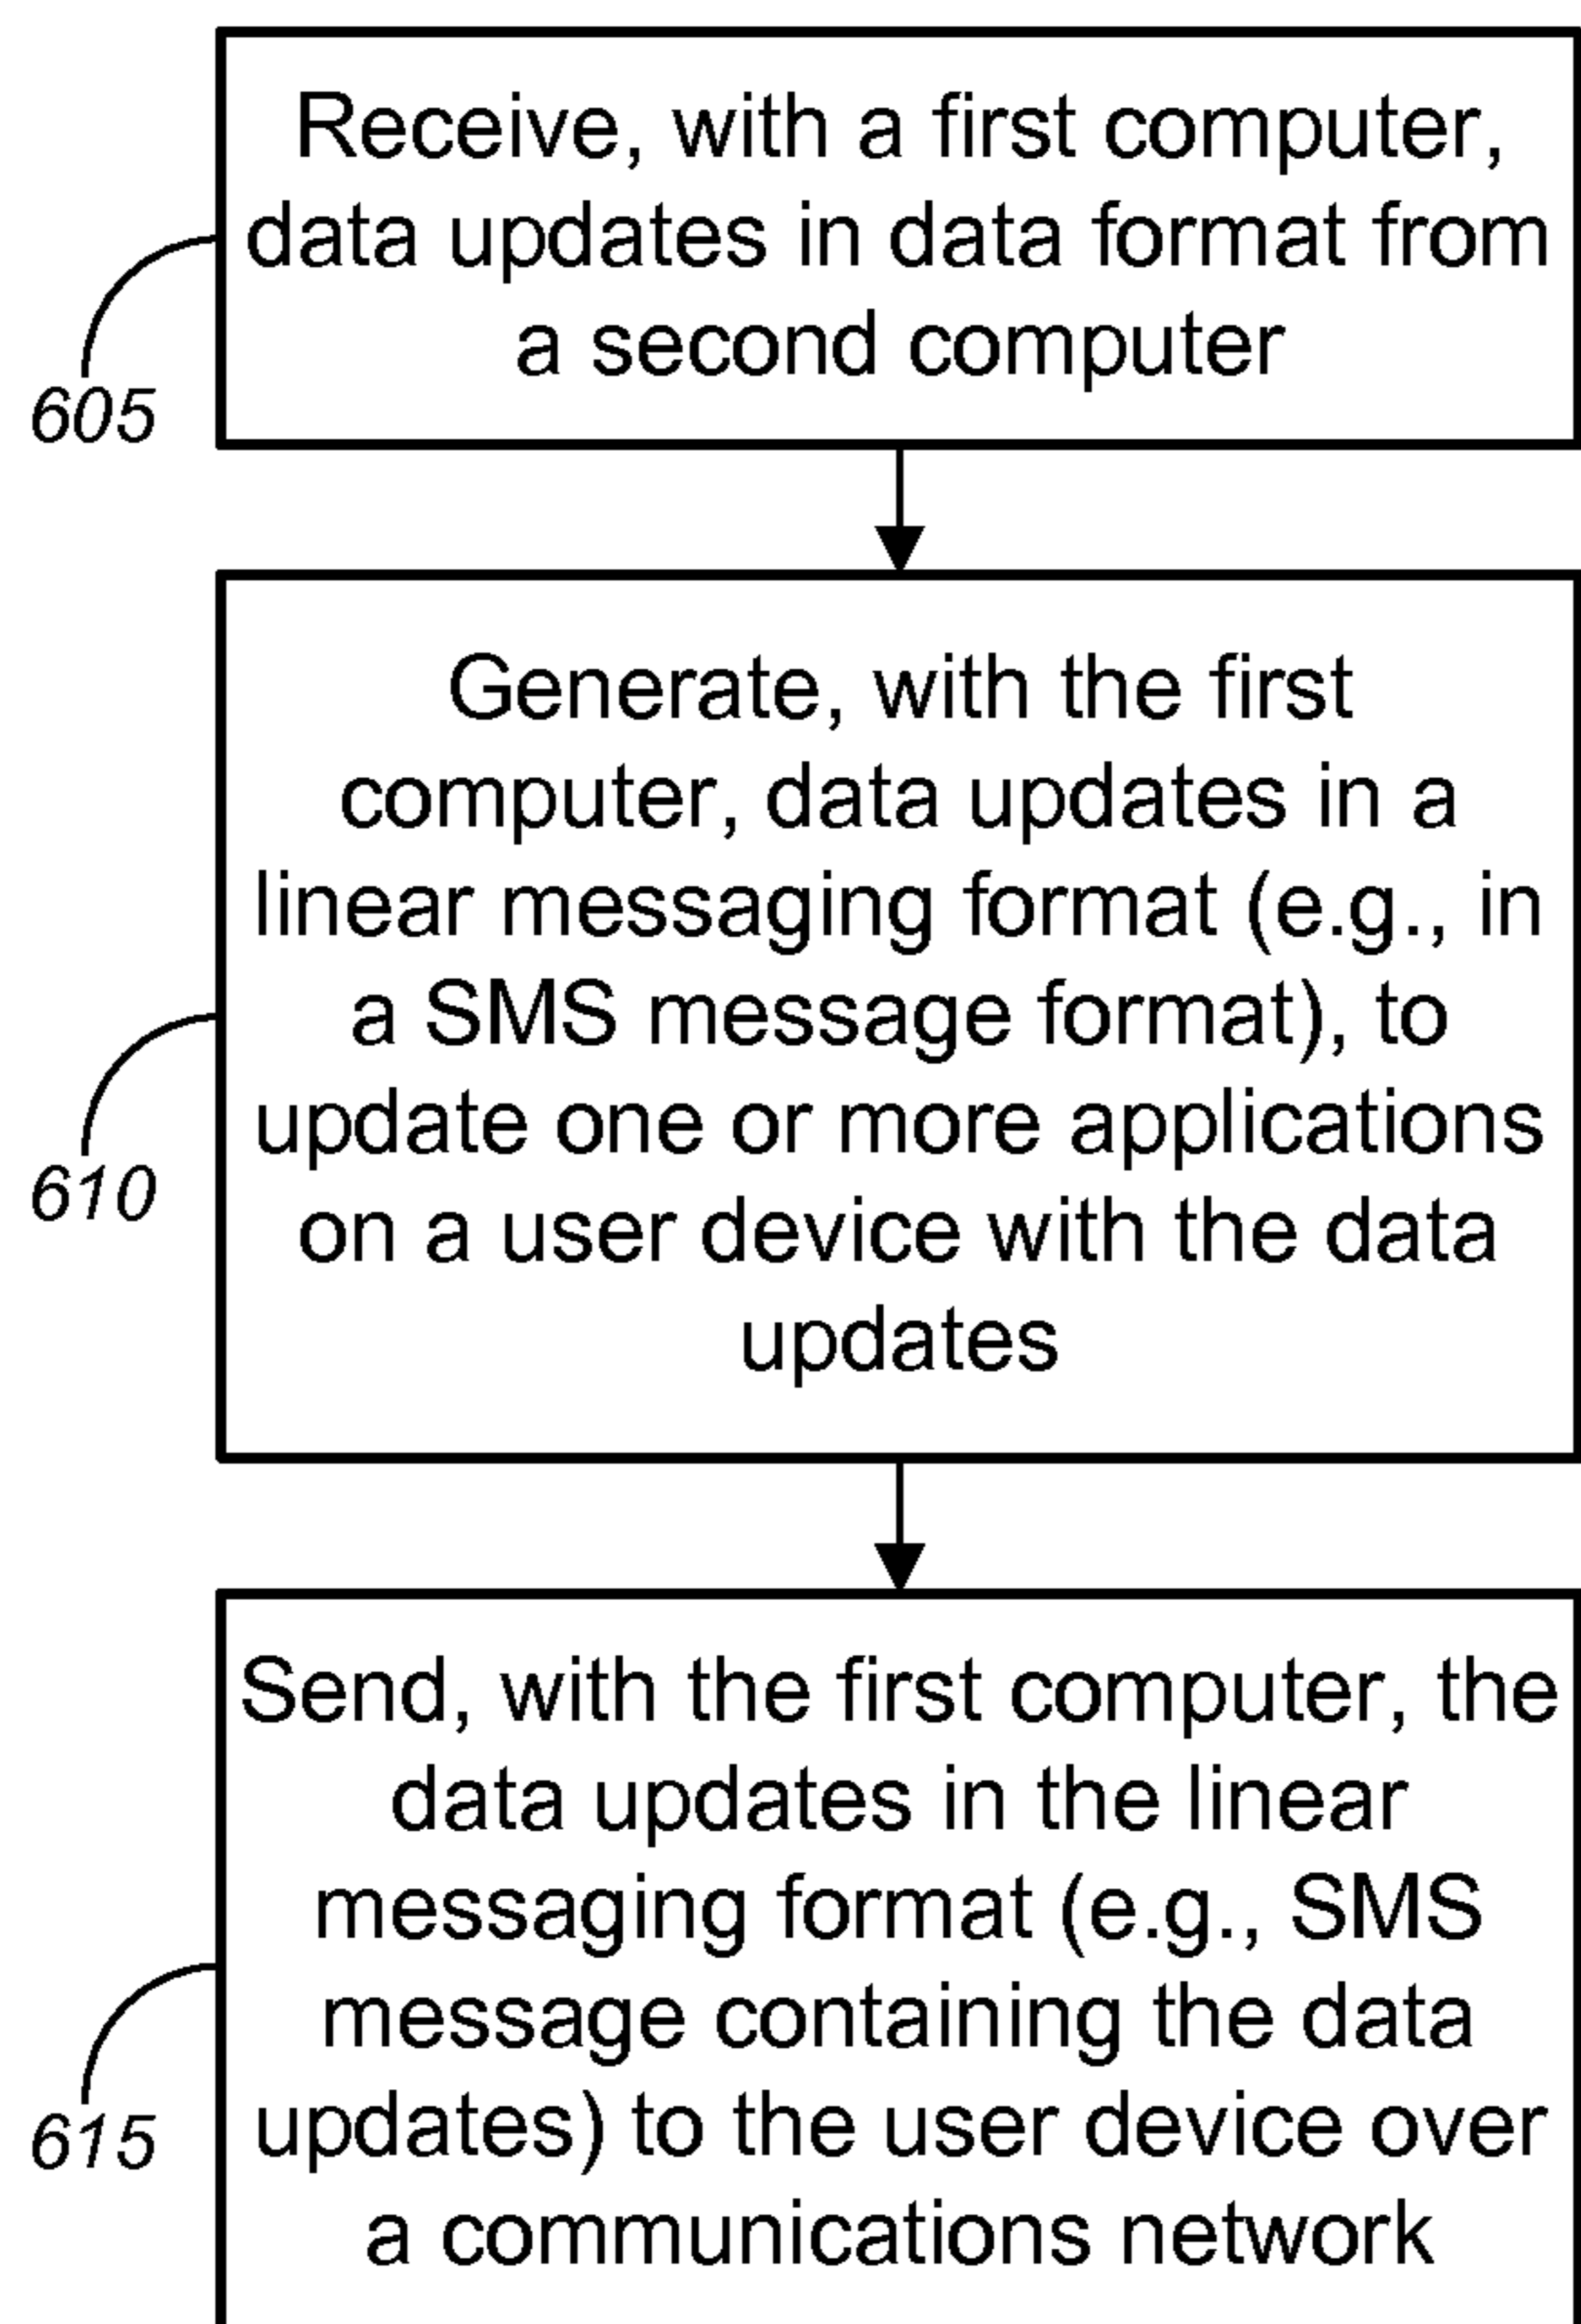 Receive, with a first computer,
data updates in data format from
a second computer
605
Generate, with the first
computer, data updates in a
linear messaging format (e.g., in
a SMS message format), to
update one or more applications
on a user device with the data
updates
610
Send, with the first computer, the
data updates in the linear
messaging format (e.g., SMS
message containing the data
updates) to the user device over
a communications network
615